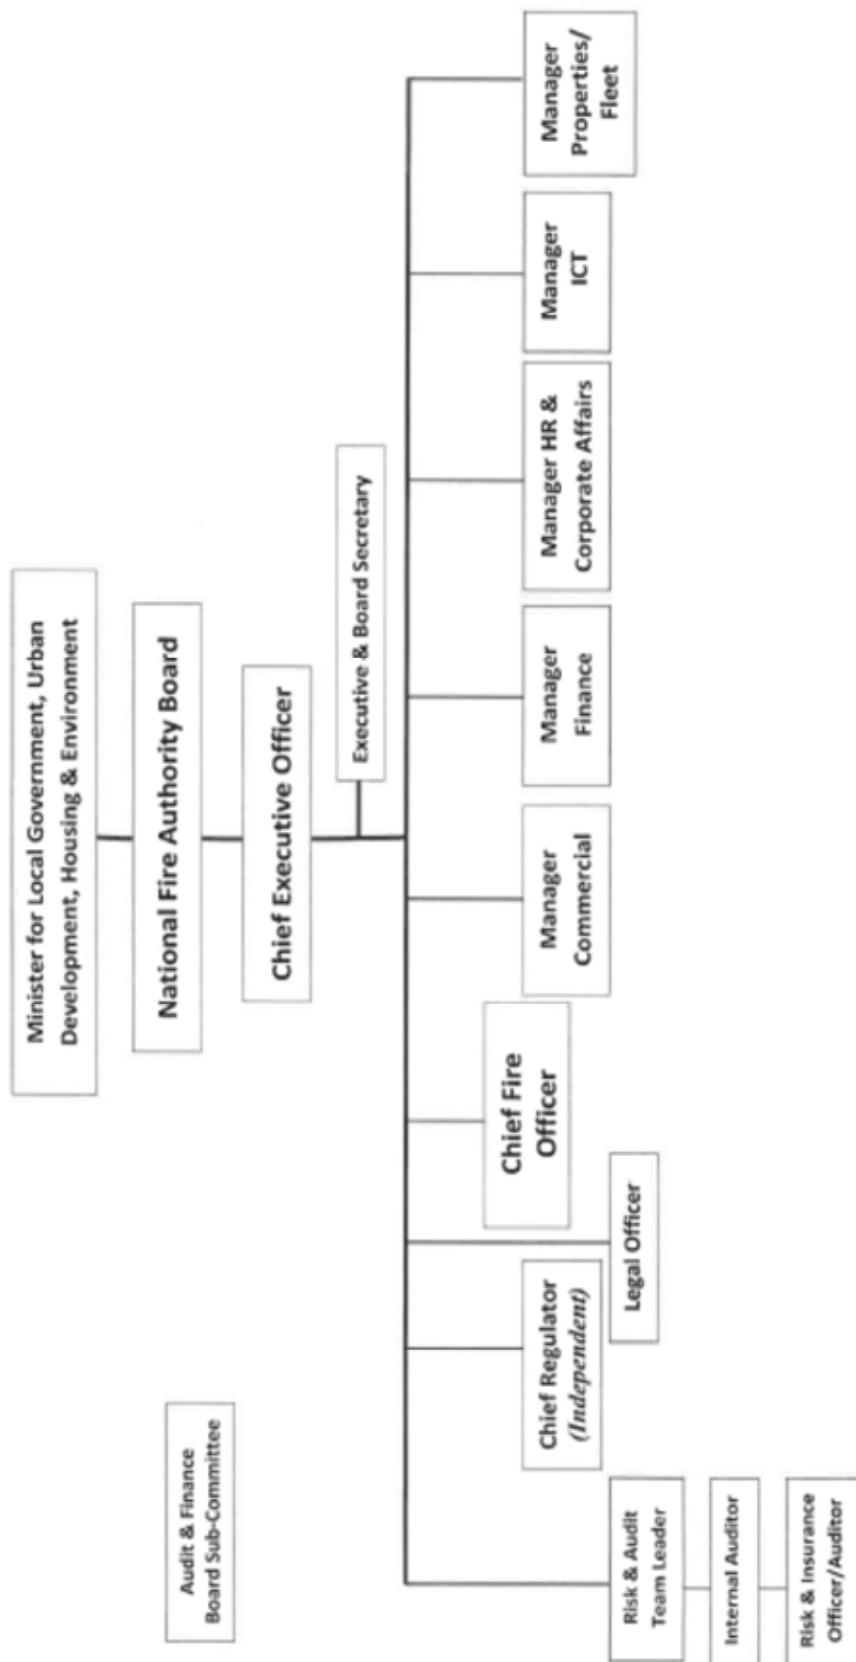 Minister for Local Government, Urban
Development, Housing & Environment
National Fire Authority Board
Audit & Finance
Board Sub-Committee
Chief Executive Officer
Executive & Board Secretary
Risk & Audit
Team Leader
Internal Auditor
Risk & Insurance
Officer/Auditor
Chief Regulator
(Independent)
Legal Officer
Chief Fire
Officer
Manager
Commercial
Manager
Finance
Manager HR &
Corporate Affairs
Manager
ICT
Manager
Properties/
Fleet